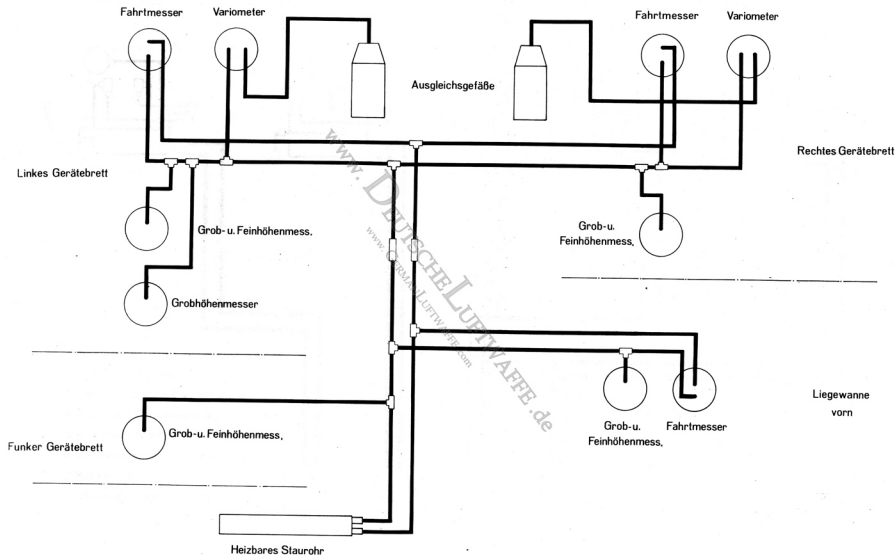 Fahrtmesser
Variometer
Fahrtmesser
Variometer
Ausgleichsgefäße
Linkes Gerätebrett
Rechtes Gerätebrett
Grob-u. Feinhöhenmess.
Grob-u.
Feinhöhenmess.
Grobhöhenmesser
www. DEUTSCHELUFTWAFFE.de
www.GERMANLUFTWAFFE.com
Liegewanne
vorn
Grob-u.
Feinhöhenmess.
Fahrtmesser
Funker Gerätebrett
Grob-u. Feinhöhenmess.
Heizbares Staurohr